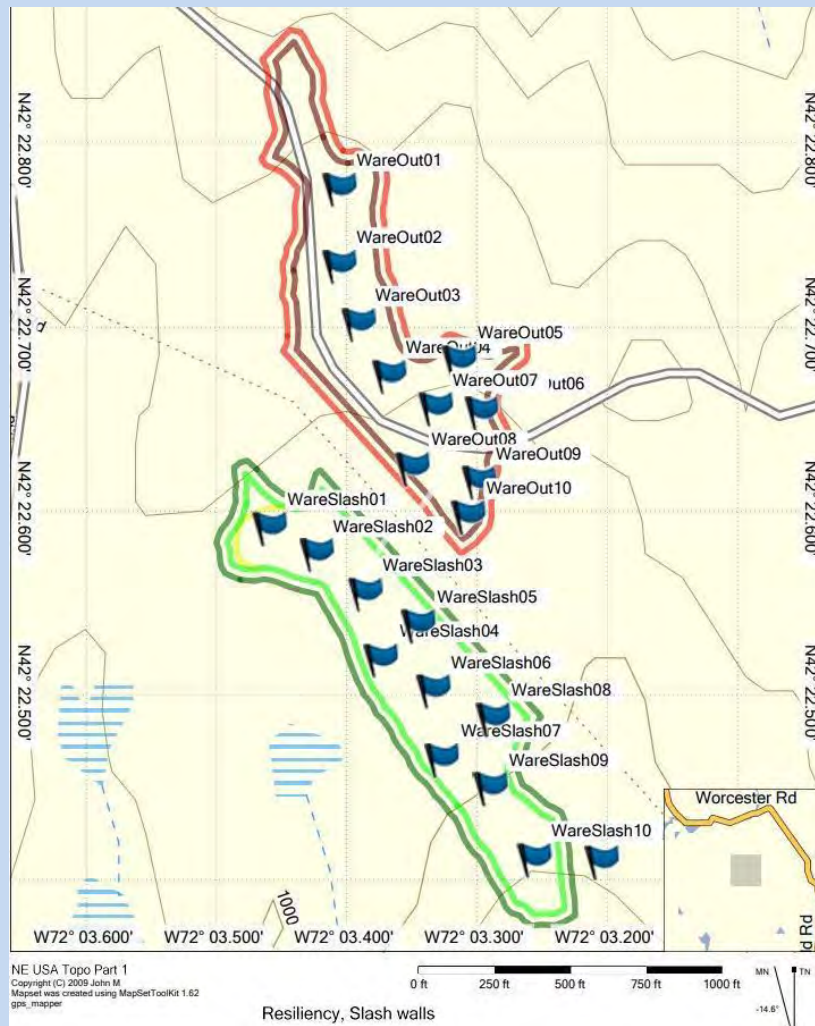 WareOut01
N42° 22.800'
N42° 22.800'
WareOut02
WareOut03
N42° 22.700'
N42° 22.700'
WareOut05
WareOut04
WareOut07
WareOut08
WareOut09
WareOut10
N42° 22.600'
N42° 22.600'
WareSlash01
WareSlash02
WareSlash03
WareSlash05
WareSlash04
WareSlash06
N42° 22.500'
N42° 22.500'
WareSlash08
WareSlash07
WareSlash09
Worcester Rd
WareSlash10
1000
W72° 03.600' W72° 03.500' W72° 03.400' W72° 03.300' W72° 03.200'
NE USA Topo Part 1
Copyright (C) 2009 John M
Mapset was created using MapSetToolKit 1.62
gps_mapper
0 ft 250 ft 500 ft 750 ft 1000 ft
MN TN
-14.6°
Resiliency, Slash walls